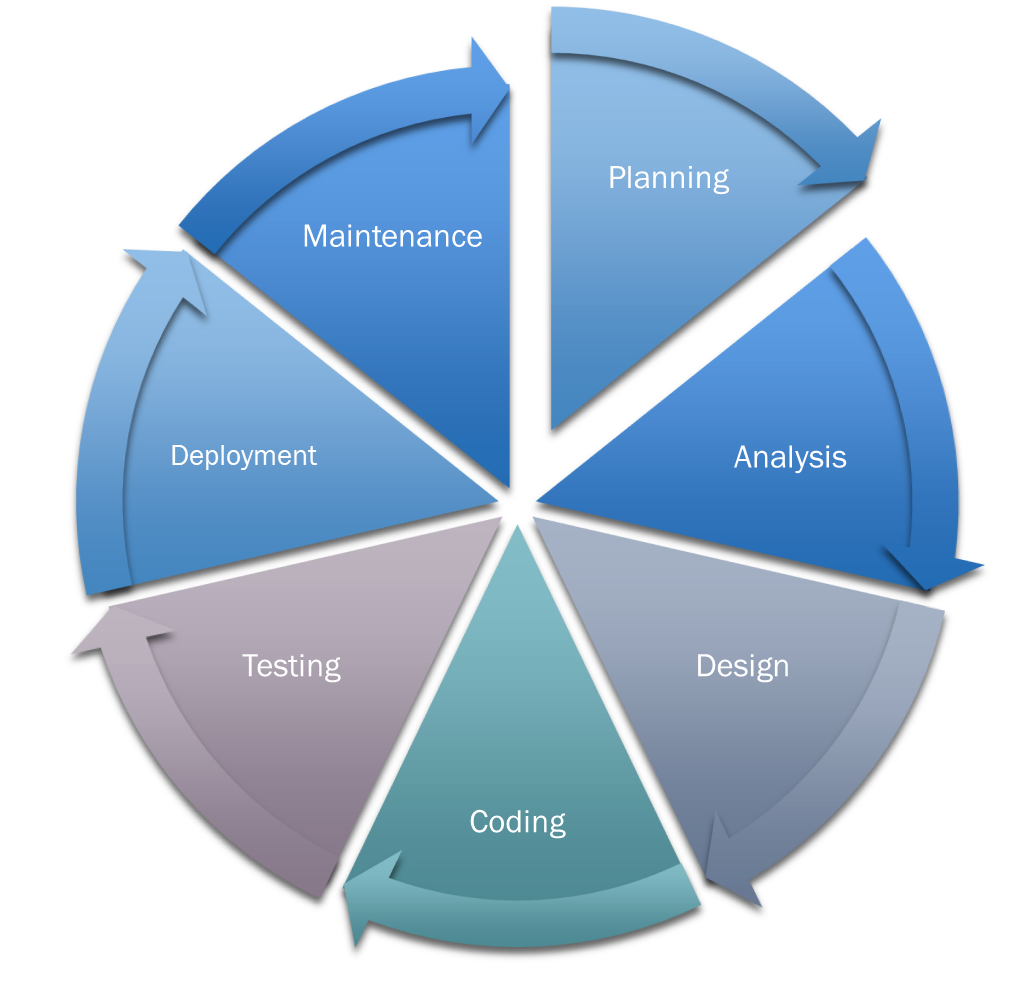 Planning
Analysis
Design
Coding
Testing
Deployment
Maintenance